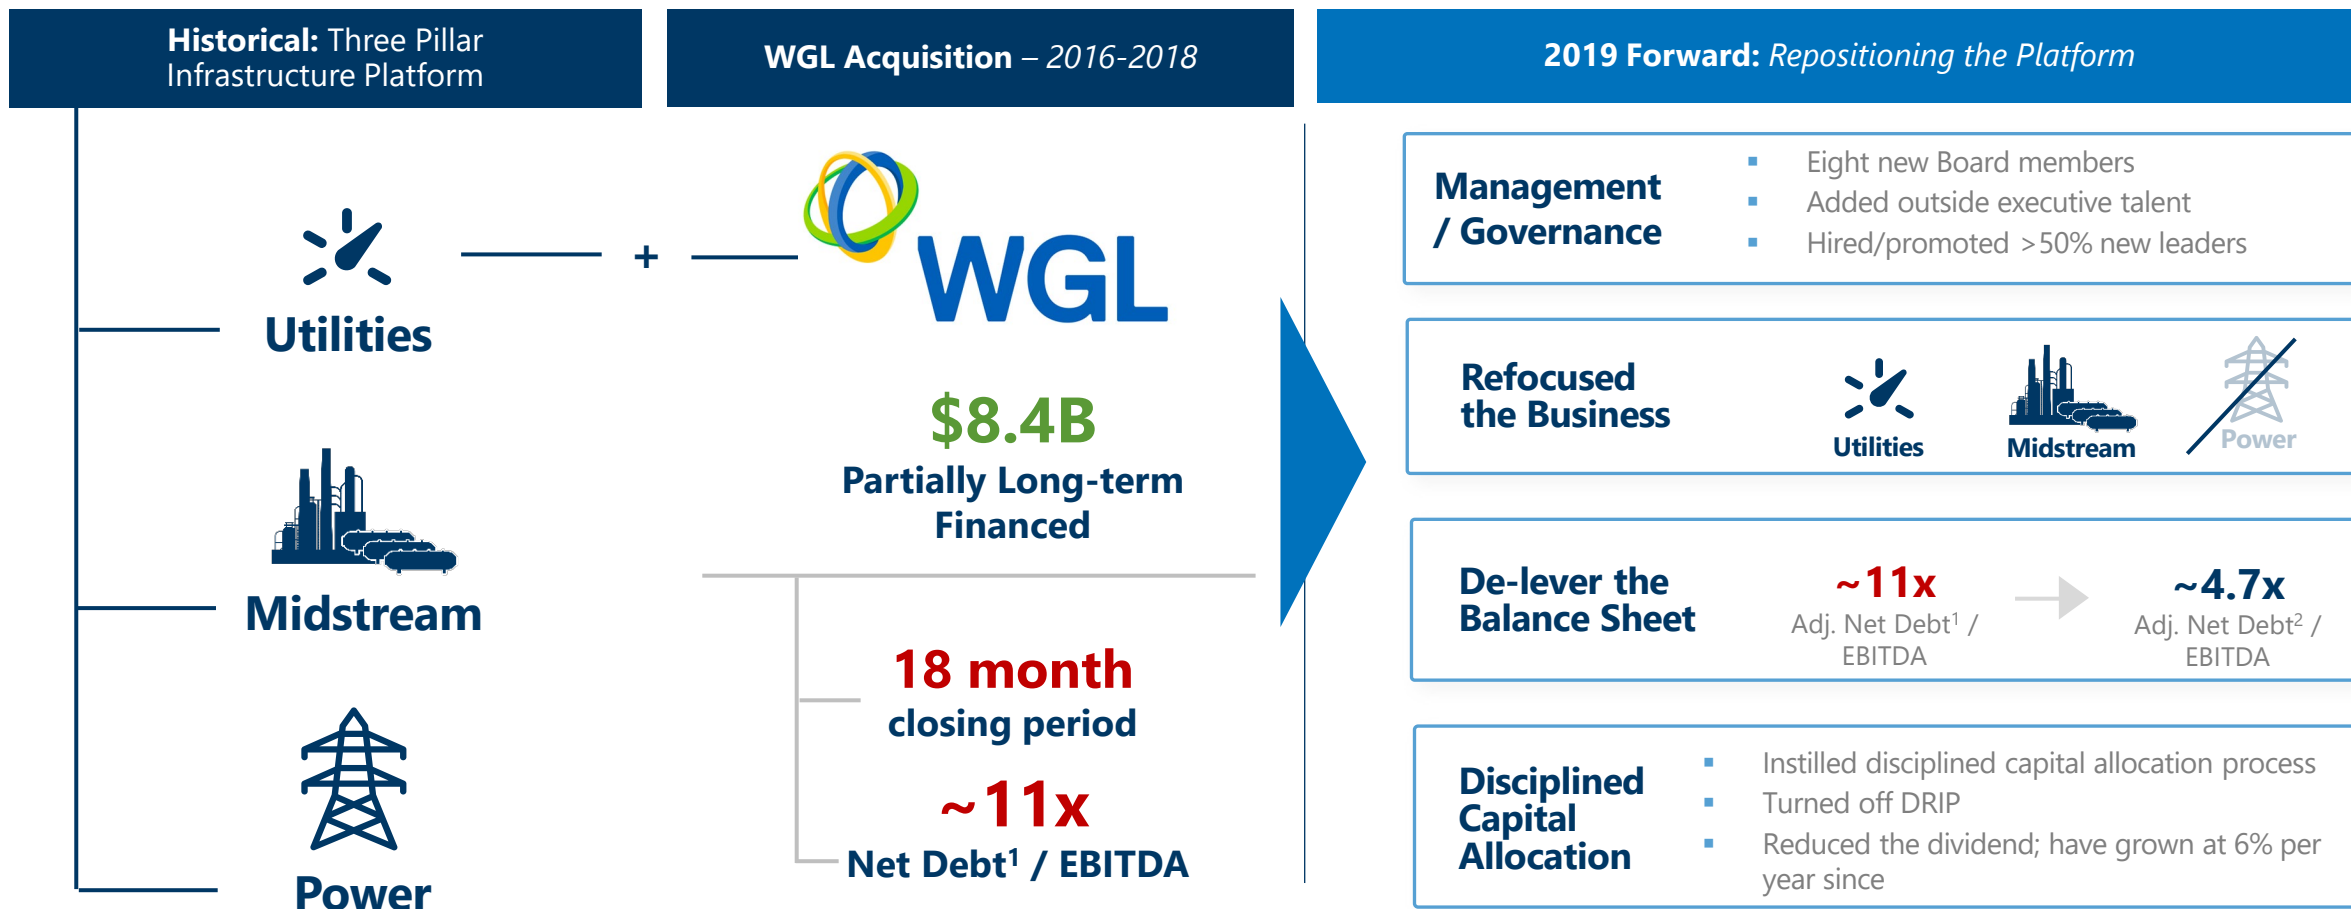 Historical: Three Pillar
Infrastructure Platform
Utilities
Midstream
Power
WGL Acquisition – 2016-2018
+
WGL
$8.4B
Partially Long-term
Financed
18 month
closing period
~11x
Net Debt¹ / EBITDA
2019 Forward: Repositioning the Platform
Management
/ Governance
▪ Eight new Board members
▪ Added outside executive talent
▪ Hired/promoted >50% new leaders
Refocused
the Business
Utilities
Midstream
Power
De-lever the
Balance Sheet
~11x
Adj. Net Debt¹ /
EBITDA
~4.7x
Adj. Net Debt² /
EBITDA
Disciplined
Capital
Allocation
▪ Instilled disciplined capital allocation process
▪ Turned off DRIP
▪ Reduced the dividend; have grown at 6% per
year since